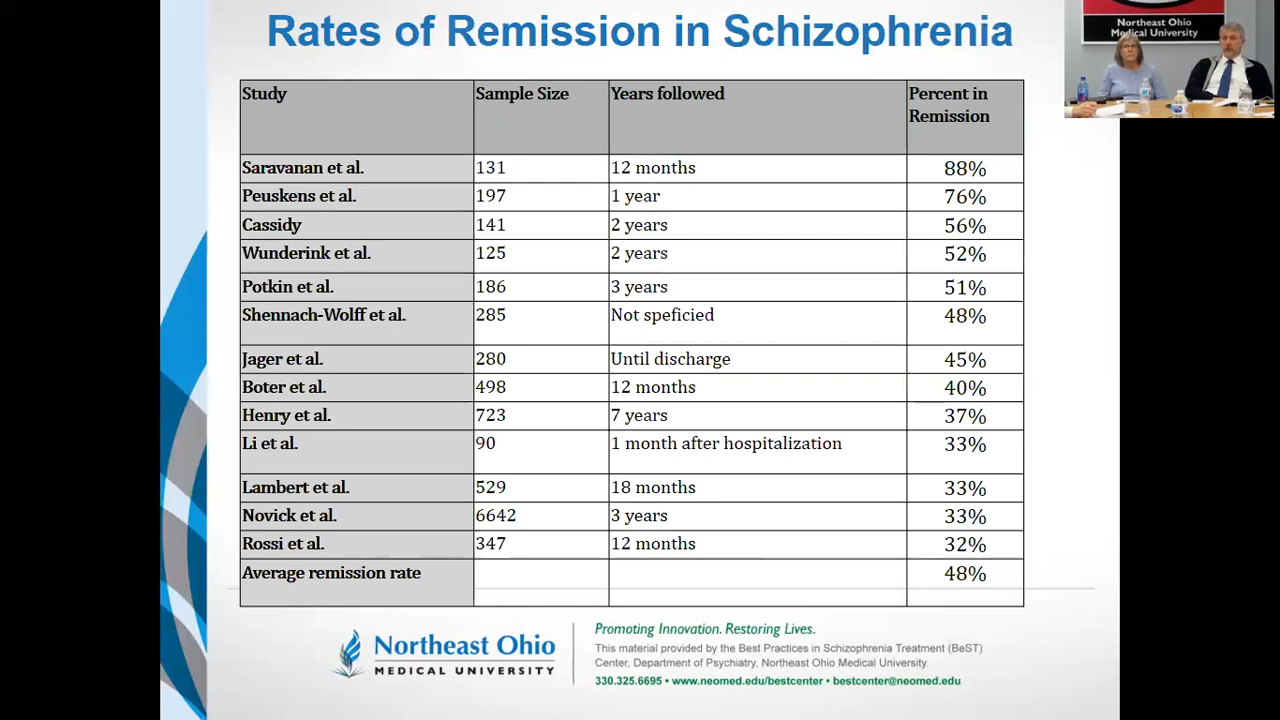 Rates of Remission in Schizophrenia
Northeast Ohio
Medical University
Study Sample Size Years followed Percent in
Remission
Saravanan et al. 131 12 months 88%
Peuskens et al. 197 1 year 76%
Cassidy 141 2 years 56%
Wunderink et al. 125 2 years 52%
Potkin et al. 186 3 years 51%
Shennach-Wolff et al. 285 Not speficied 48%
Jager et al. 280 Until discharge 45%
Boter et al. 498 12 months 40%
Henry et al. 723 7 years 37%
Li et al. 90 1 month after hospitalization 33%
Lambert et al. 529 18 months 33%
Novick et al. 6642 3 years 33%
Rossi et al. 347 12 months 32%
Average remission rate 48%
Northeast Ohio
MEDICAL UNIVERSITY
Promoting Innovation. Restoring Lives.
This material provided by the Best Practices in Schizophrenia Treatment (BeST)
Center, Department of Psychiatry, Northeast Ohio Medical University.
330.325.6695 • www.neomed.edu/bestcenter • bestcenter@neomed.edu